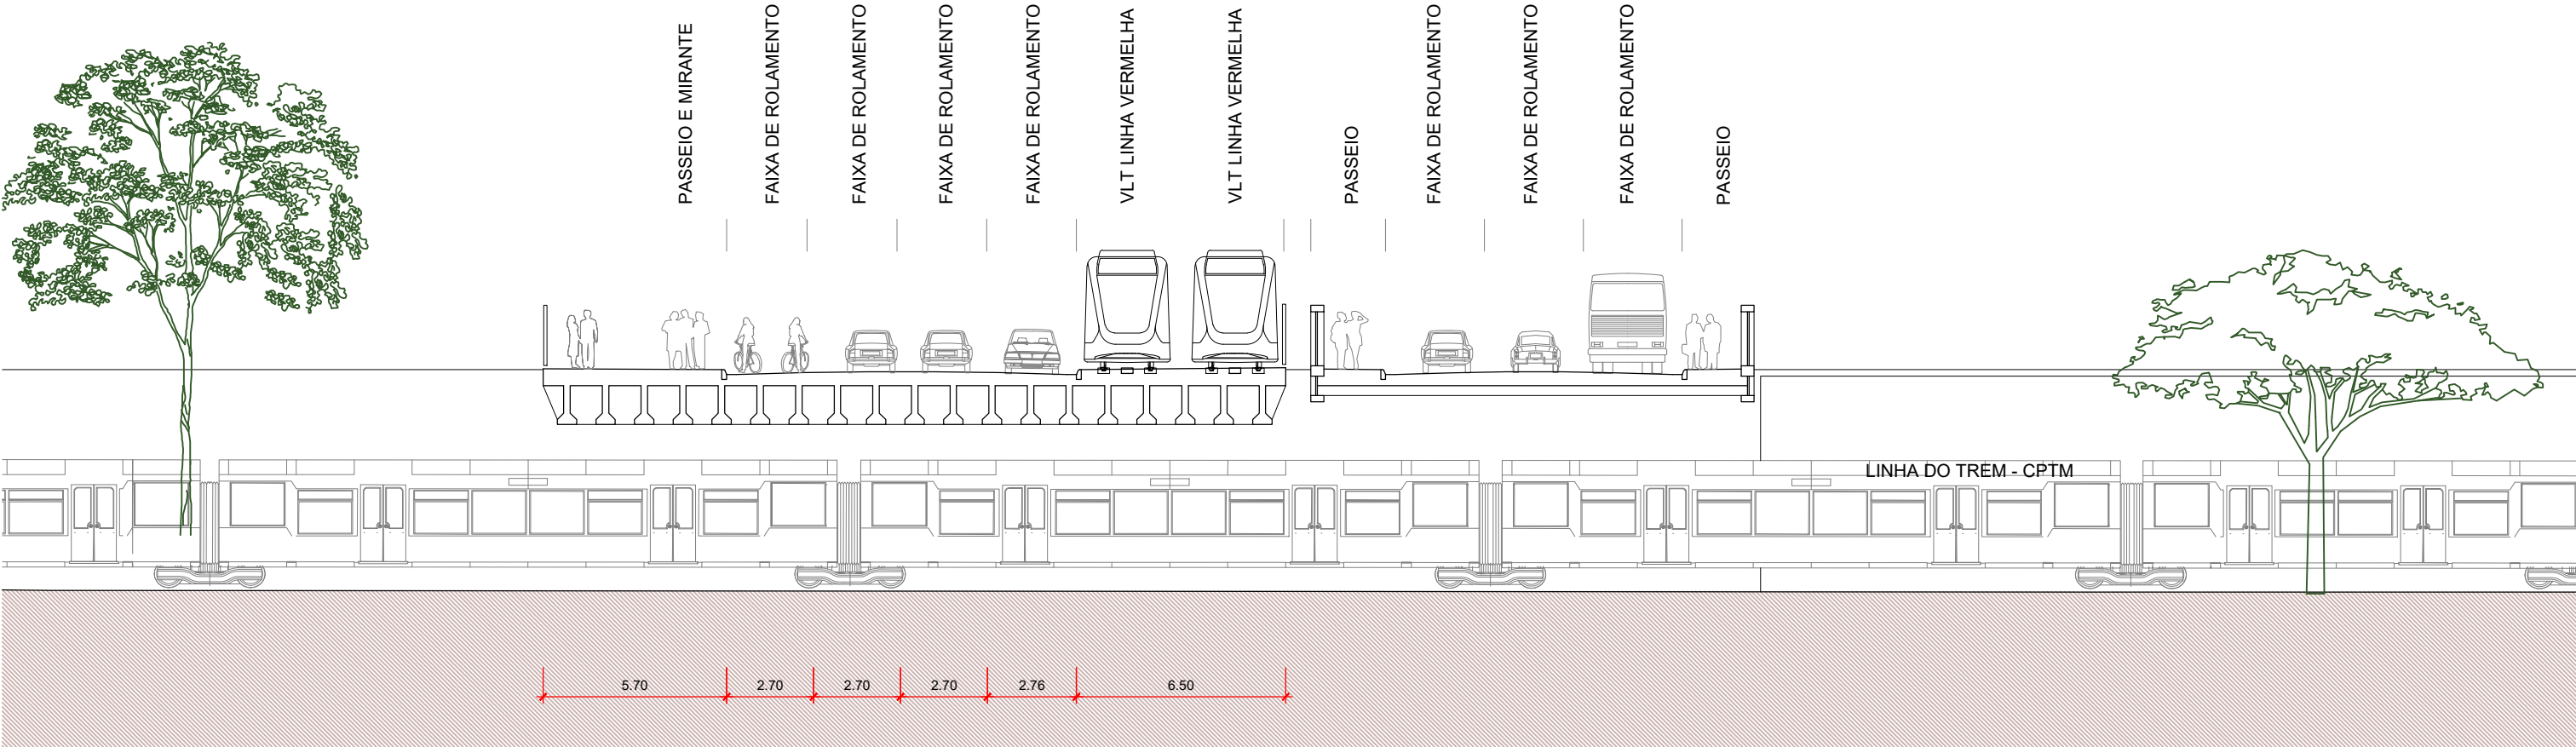 PASSEIO E MIRANTE
FAIXA DE ROLAMENTO
FAIXA DE ROLAMENTO
FAIXA DE ROLAMENTO
FAIXA DE ROLAMENTO
VLT LINHA VERMELHA
VLT LINHA VERMELHA
PASSEIO
FAIXA DE ROLAMENTO
FAIXA DE ROLAMENTO
FAIXA DE ROLAMENTO
PASSEIO
LINHA DO TREM - CPTM
5.70
2.70
2.70
2.70
2.76
6.50